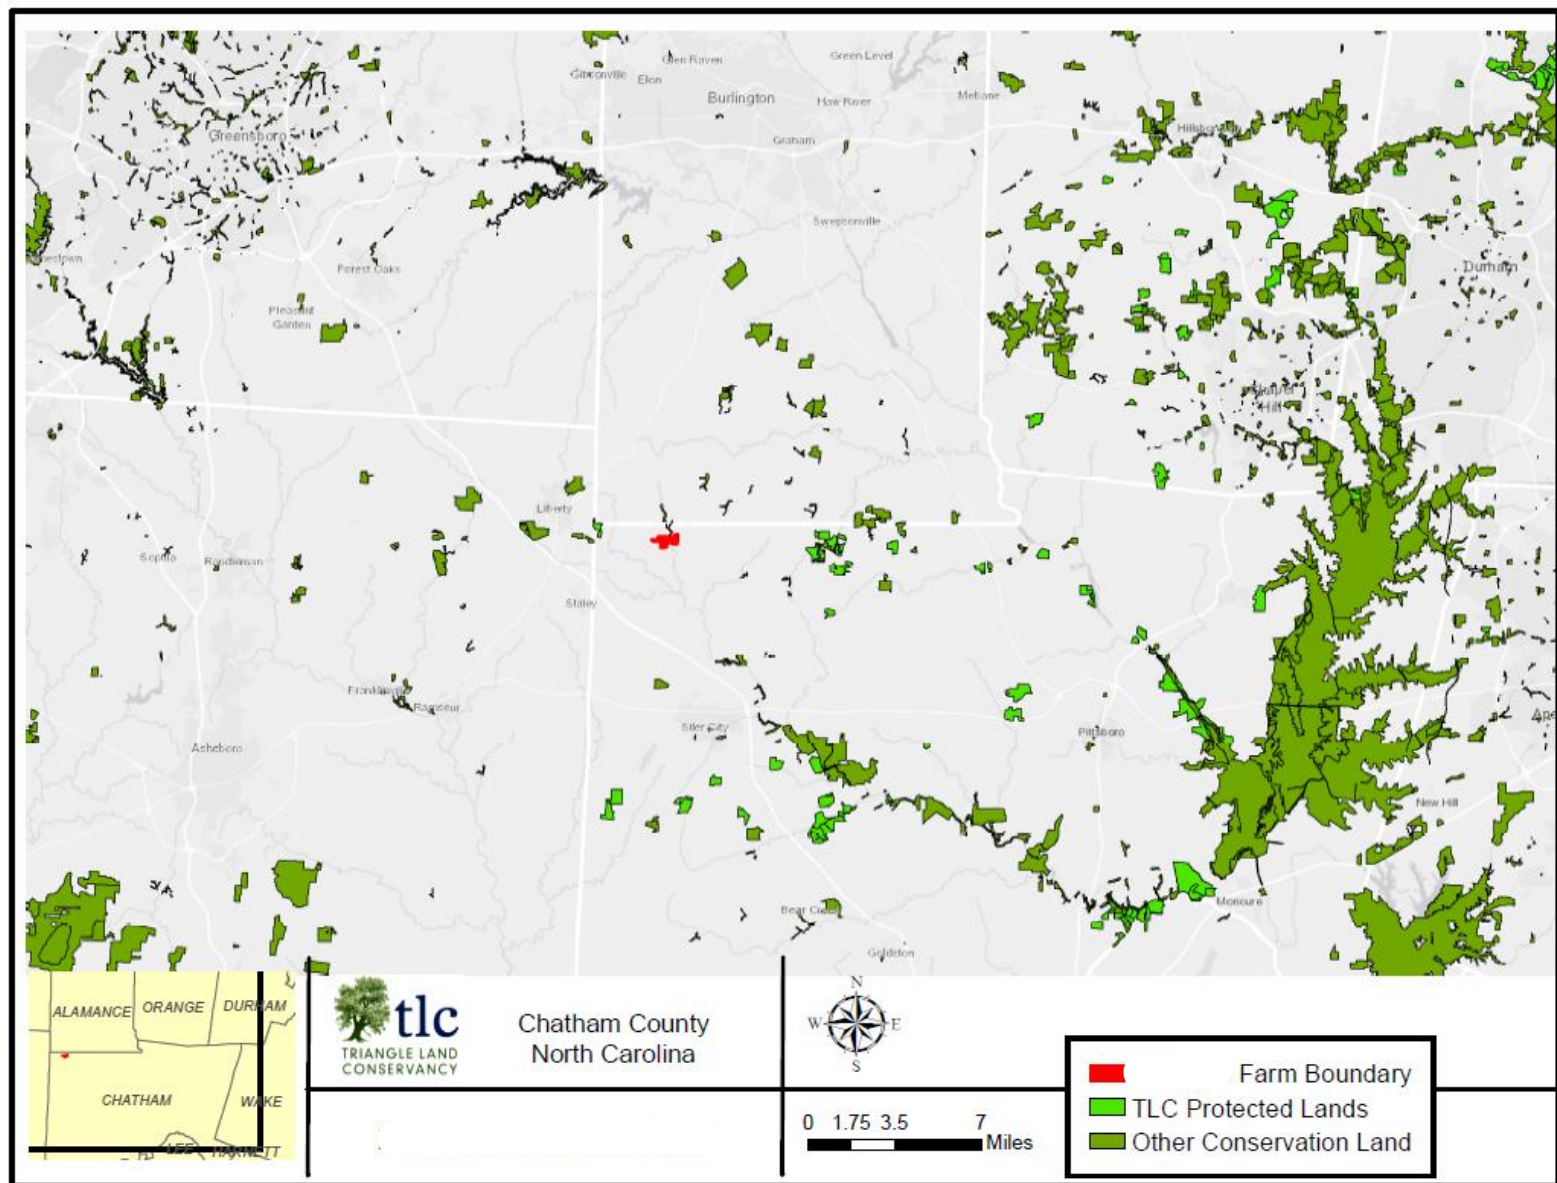 Glen Raven
Green Level
Gibsonville
Elon
Burlington
Haw River
Mebane
Greensboro
Graham
Hillsborough
Swepsonville
Forest Oaks
Durham
Pleasant
Garden
Chapel
Hill
Liberty
Sophia
Randleman
Staley
Franklinville
Ramseur
Siler City
Pittsboro
Asheboro
New Hill
Bear Creek
Moncure
Goldston
ALAMANCE
ORANGE
DURHAM
CHATHAM
WAKE
LEE
HARNETT
tlc
TRIANGLE LAND
CONSERVANCY
Chatham County
North Carolina
N
W
E
S
0 1.75 3.5 7
Miles
Farm Boundary
TLC Protected Lands
Other Conservation Land